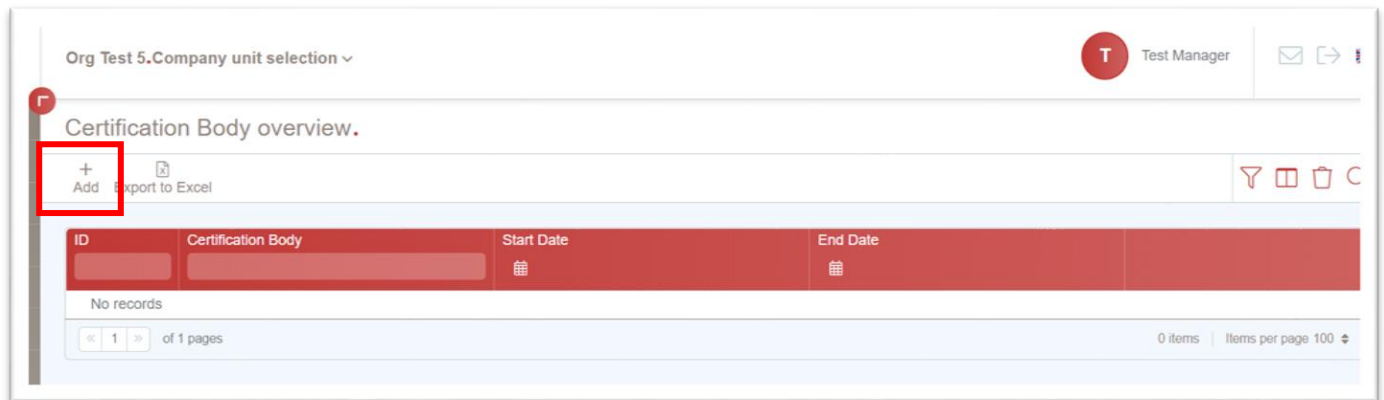 Org Test 5.Company unit selection
T
Test Manager
Certification Body overview.
+
Add
Export to Excel
ID
Certification Body
Start Date
End Date
No records
« 1 » of 1 pages
0 items
Items per page 100